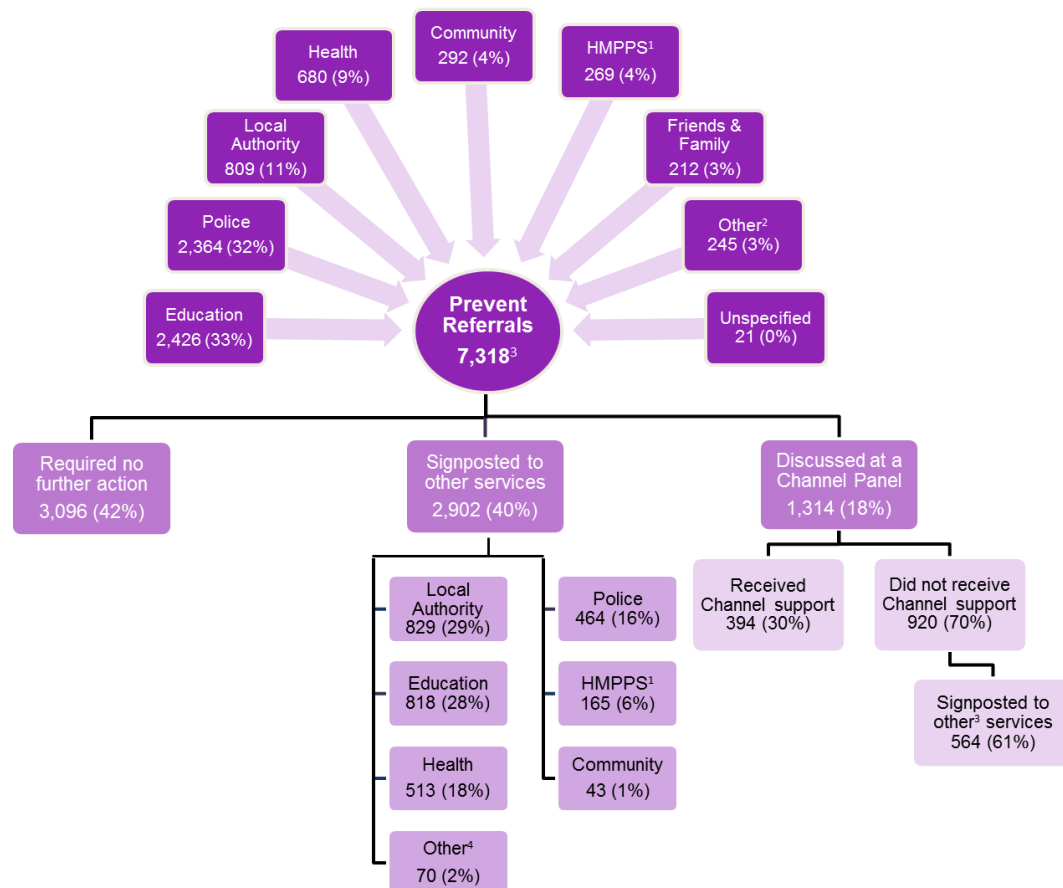 Community
292 (4%)
HMPPS¹
269 (4%)
Health
680 (9%)
Local
Authority
809 (11%)
Friends &
Family
212 (3%)
Police
2,364 (32%)
Other²
245 (3%)
Education
2,426 (33%)
Prevent
Referrals
7,318³
Unspecified
21 (0%)
Required no
further action
3,096 (42%)
Signposted to
other services
2,902 (40%)
Discussed at a
Channel Panel
1,314 (18%)
Local
Authority
829 (29%)
Police
464 (16%)
Education
818 (28%)
HMPPS¹
165 (6%)
Health
513 (18%)
Community
43 (1%)
Other⁴
70 (2%)
Received
Channel support
394 (30%)
Did not receive
Channel support
920 (70%)
Signposted to
other³ services
564 (61%)